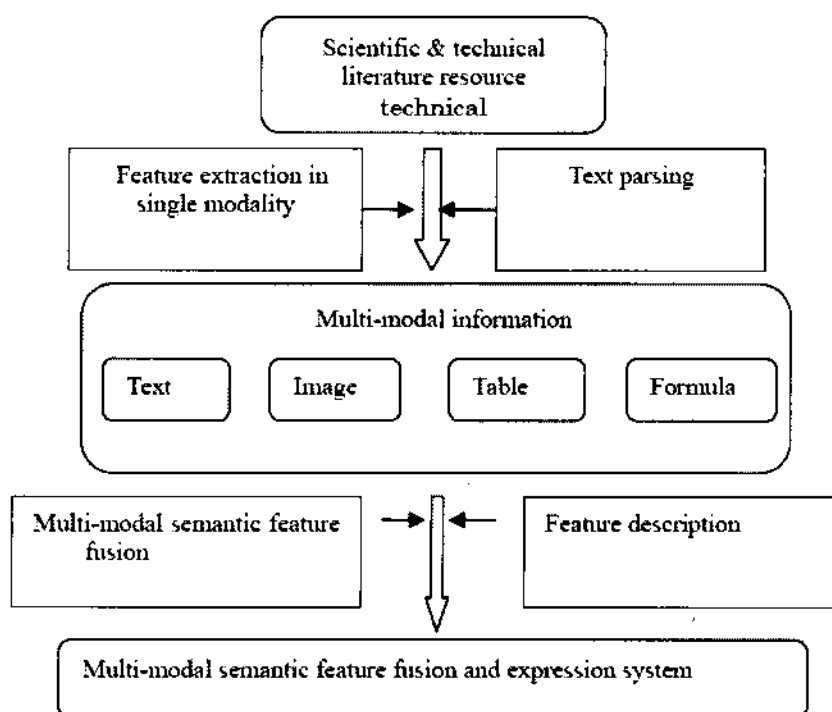 Scientific & technical
literature resource
technical
Feature extraction in
single modality
Text parsing
Multi-modal information
Text
Image
Table
Formula
Multi-modal semantic feature
fusion
Feature description
Multi-modal semantic feature fusion and expression system